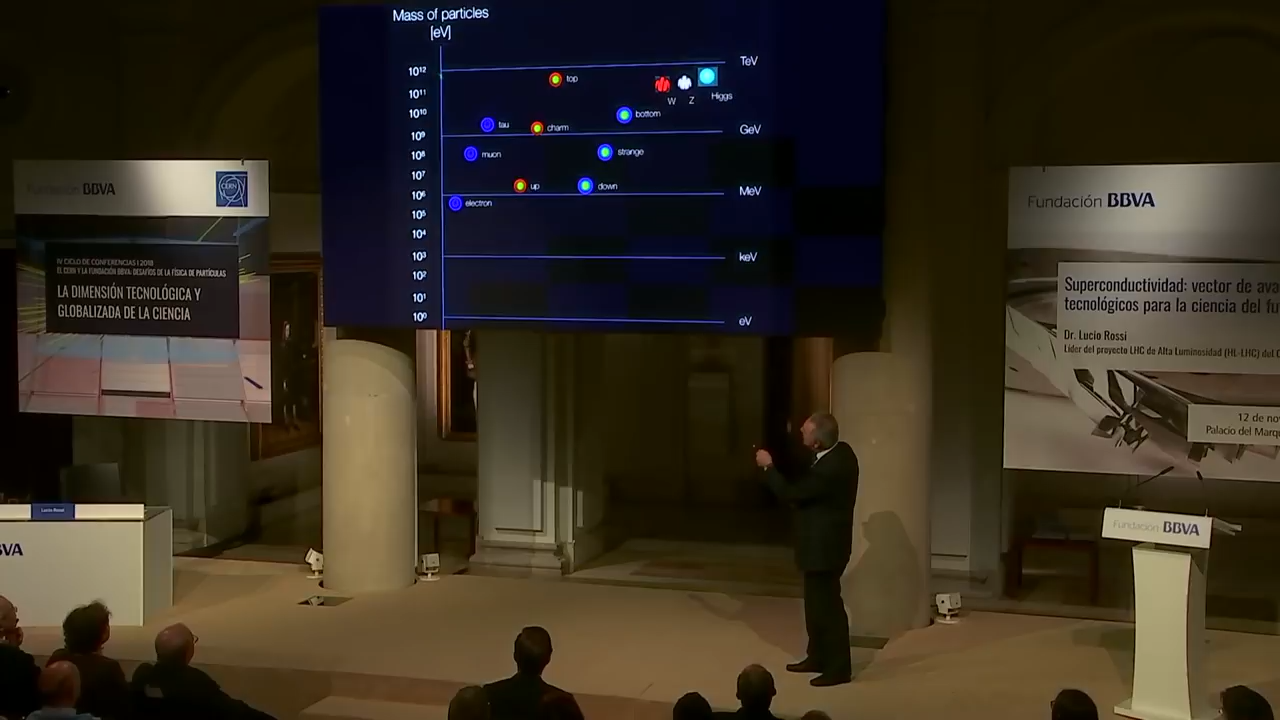 Mass of particles
[eV]
TeV
10¹²
top
10¹¹
W
Z
Higgs
10¹⁰
bottom
tau
charm
10⁹
GeV
10⁸
muon
strange
10⁷
up
down
MeV
10⁶
electron
10⁵
10⁴
10³
keV
10²
10¹
10⁰
eV
Fundación BBVA
CERN
IV CICLO DE CONFERENCIAS | 2018
EL CERN Y LA FUNDACIÓN BBVA: DESAFÍOS DE LA FÍSICA DE PARTÍCULAS
LA DIMENSIÓN TECNOLÓGICA Y
GLOBALIZADA DE LA CIENCIA
Fundación BBVA
Superconductividad: vector de ava
tecnológicos para la ciencia del fu
Dr. Lucio Rossi
Líder del proyecto LHC de Alta Luminosidad (HL-LHC) del C
12 de no
Palacio del Marq
Lucio Rossi
VA
Fundación BBVA